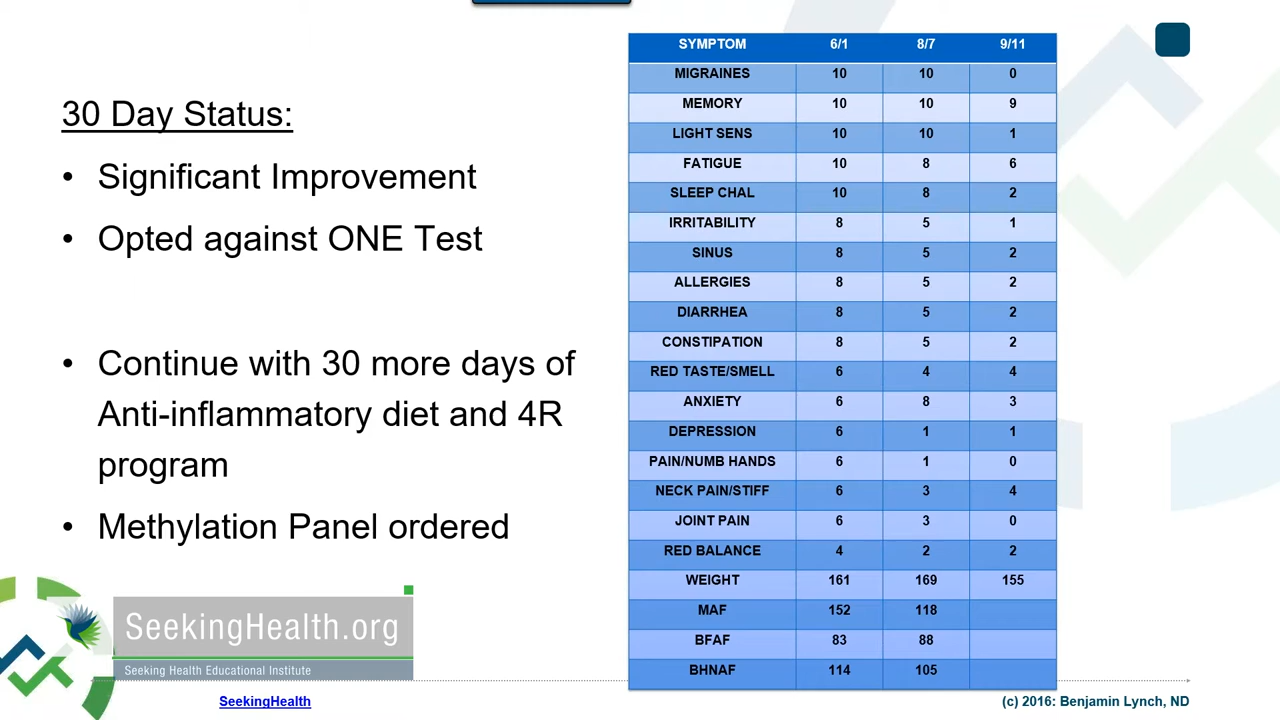 30 Day Status:
• Significant Improvement
• Opted against ONE Test
• Continue with 30 more days of
Anti-inflammatory diet and 4R
program
• Methylation Panel ordered
SYMPTOM 6/1 8/7 9/11
MIGRAINES 10 10 0
MEMORY 10 10 9
LIGHT SENS 10 10 1
FATIGUE 10 8 6
SLEEP CHAL 10 8 2
IRRITABILITY 8 5 1
SINUS 8 5 2
ALLERGIES 8 5 2
DIARRHEA 8 5 2
CONSTIPATION 8 5 2
RED TASTE/SMELL 6 4 4
ANXIETY 6 8 3
DEPRESSION 6 1 1
PAIN/NUMB HANDS 6 1 0
NECK PAIN/STIFF 6 3 4
JOINT PAIN 6 3 0
RED BALANCE 4 2 2
WEIGHT 161 169 155
MAF 152 118
BFAF 83 88
BHNAF 114 105
SeekingHealth.org
Seeking Health Educational Institute
SeekingHealth
(c) 2016: Benjamin Lynch, ND